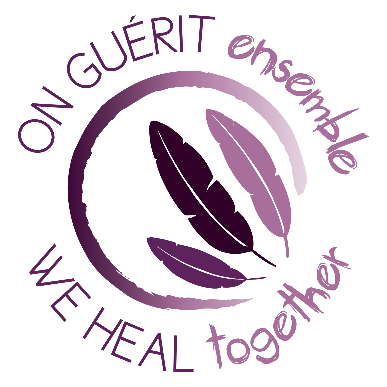 ON GUÉRIT ensemble
WE HEAL together